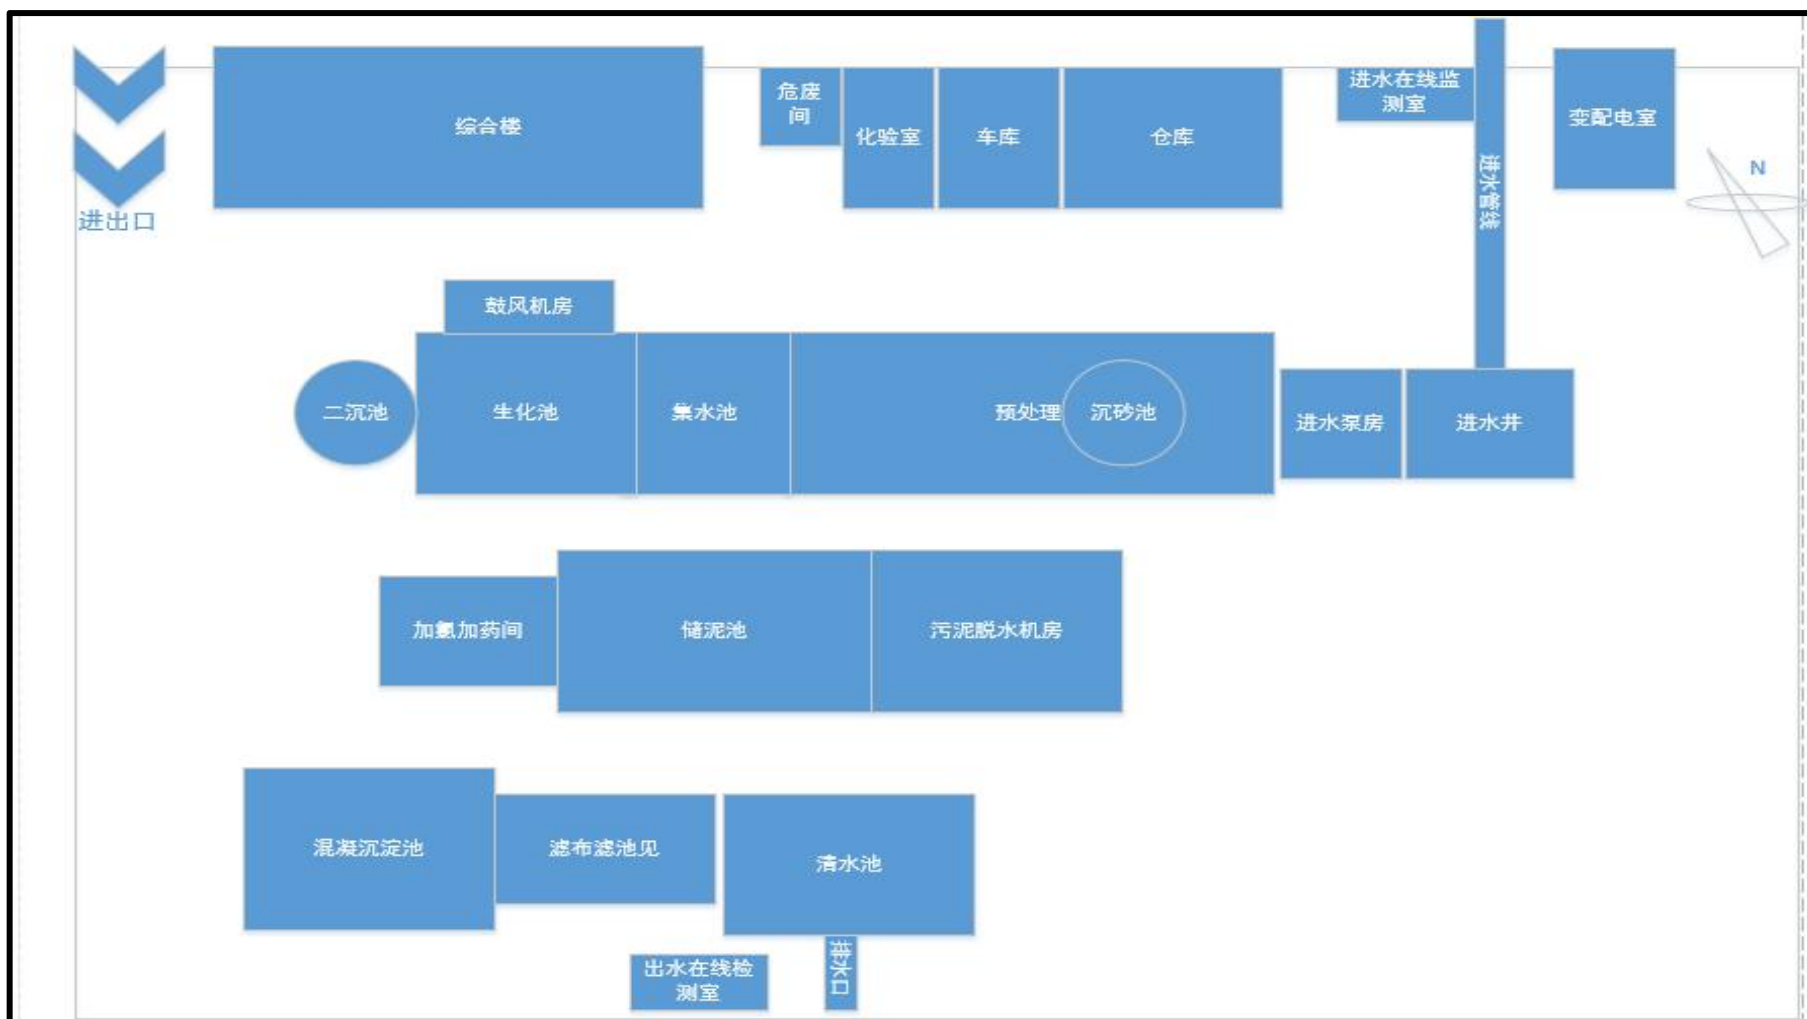 综合楼
危废
间
化验室
车库
仓库
进水在线监
测室
变配电室
N
进水管线
进出口
鼓风机房
二沉池
生化池
集水池
预处理
沉砂池
进水泵房
进水井
加氯加药间
储泥池
污泥脱水机房
混凝沉淀池
滤布滤池见
清水池
排水口
出水在线检
测室